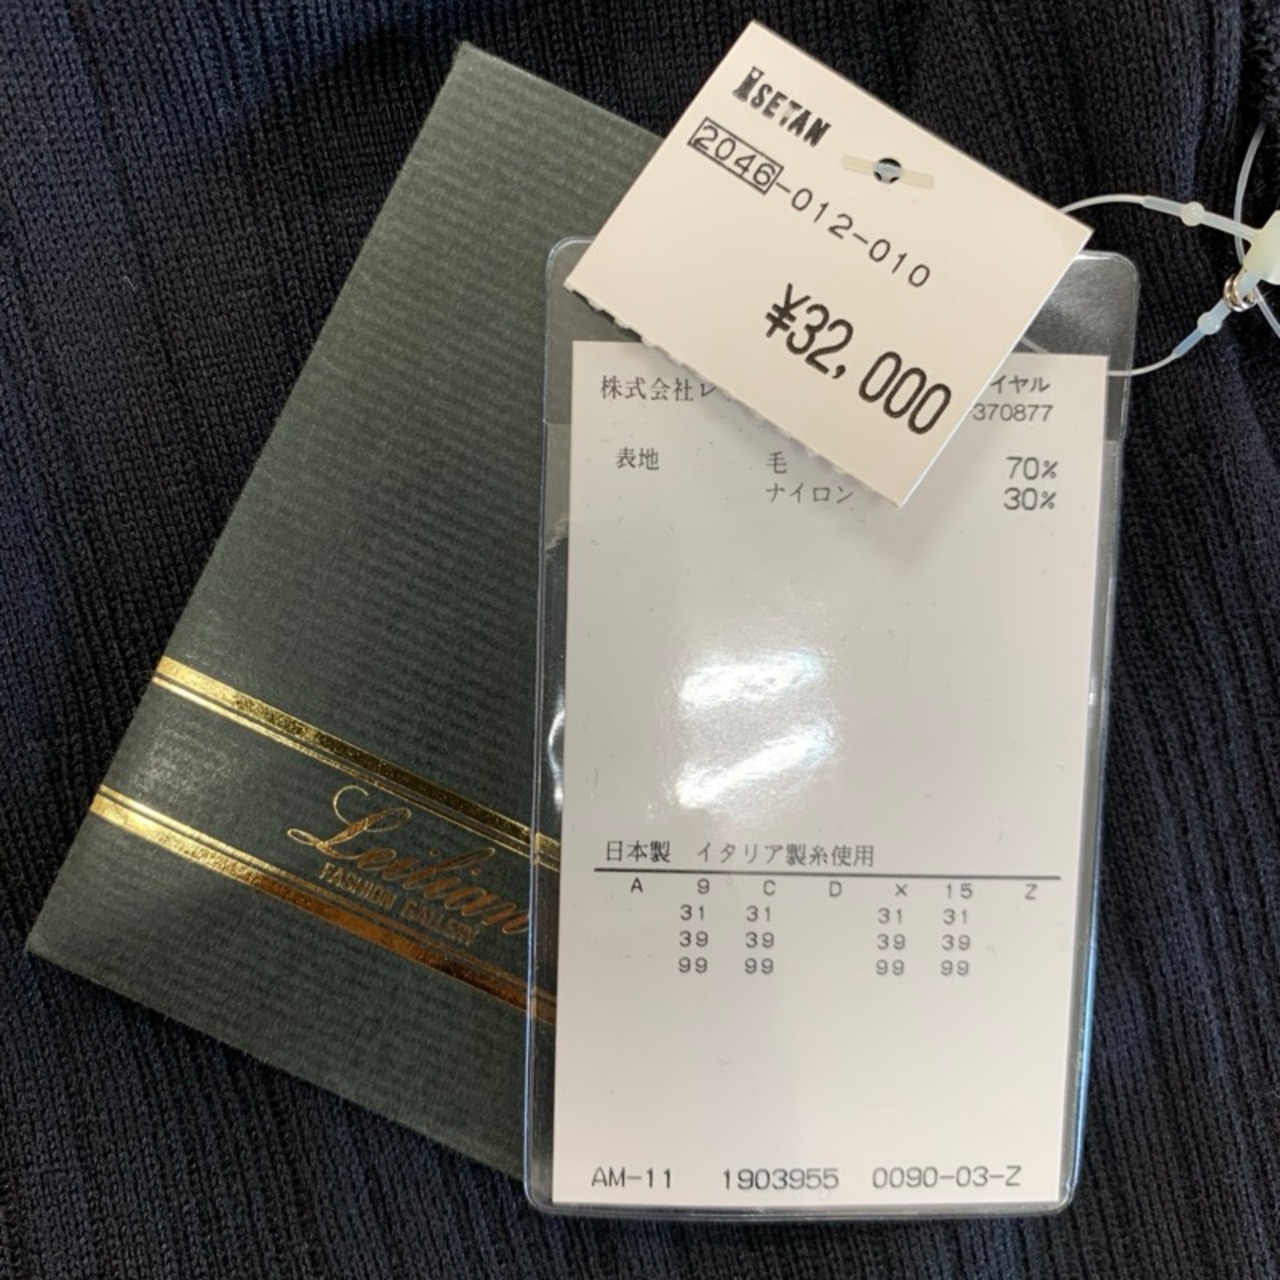 ISETAN
2046-012-010
¥32,000
株式会社レ
イヤル
370877
表地 毛 70%
ナイロン 30%
日本製 イタリア製糸使用
A 9 C D X 15 Z
31 31 31 31
39 39 39 39
99 99 99 99
AM-11 1903955 0090-03-Z
Leilian
FASHION GALLERY